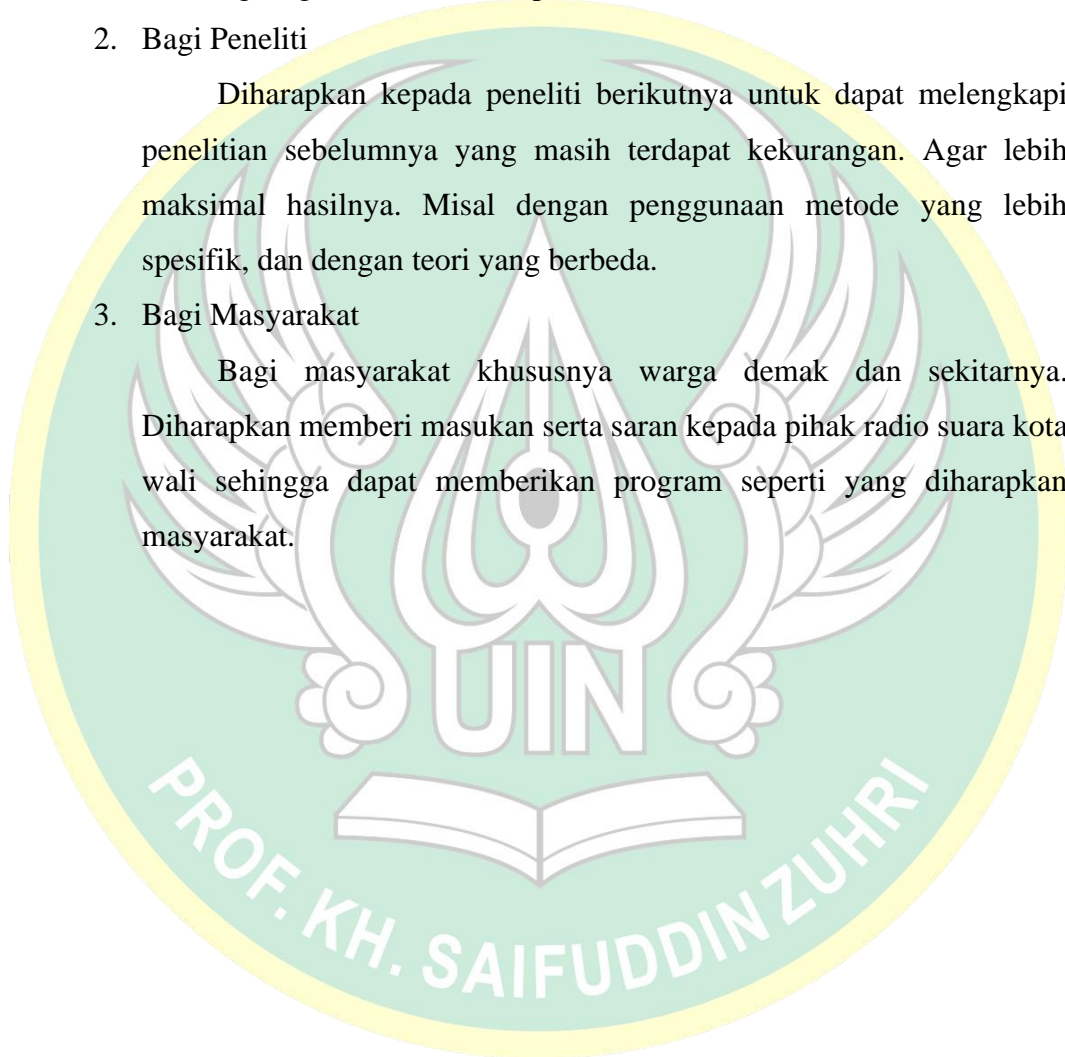 2. Bagi Peneliti
Diharapkan kepada peneliti berikutnya untuk dapat melengkapi
penelitian sebelumnya yang masih terdapat kekurangan. Agar lebih
maksimal hasilnya. Misal dengan penggunaan metode yang lebih
spesifik, dan dengan teori yang berbeda.
3. Bagi Masyarakat
Bagi masyarakat khususnya warga demak dan sekitarnya.
Diharapkan memberi masukan serta saran kepada pihak radio suara kota
wali sehingga dapat memberikan program seperti yang diharapkan
masyarakat.
UIN
PROF. KH. SAIFUDDIN ZUHRI